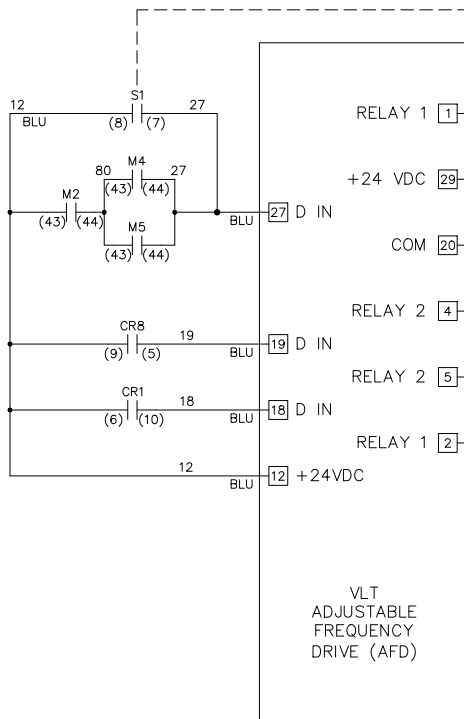 S1
12 27
BLU (8) (7)
RELAY 1 1
M4
80 27
(43) (44)
+24 VDC 29
M2
(43) (44)
BLU 27 D IN
M5
(43) (44)
COM 20
RELAY 2 4
CR8
19
(9) (5)
BLU 19 D IN
RELAY 2 5
CR1
18
(6) (10)
BLU 18 D IN
RELAY 1 2
12
BLU 12 +24VDC
VLT
ADJUSTABLE
FREQUENCY
DRIVE (AFD)